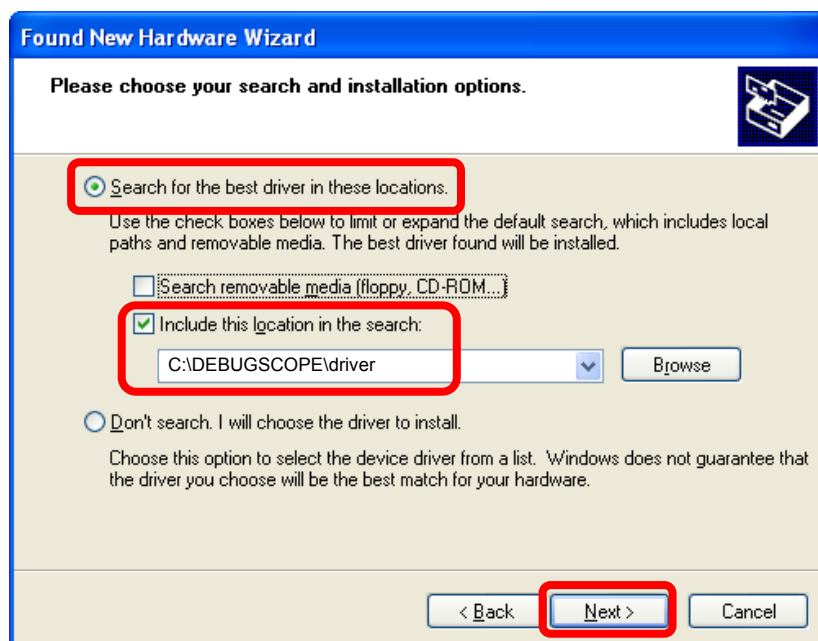 Found New Hardware Wizard
Please choose your search and installation options.
Search for the best driver in these locations.
Use the check boxes below to limit or expand the default search, which includes local
paths and removable media. The best driver found will be installed.
Search removable media (floppy, CD-ROM...)
Include this location in the search:
C:\DEBUGSCOPE\driver
Browse
Don't search. I will choose the driver to install.
Choose this option to select the device driver from a list. Windows does not guarantee that
the driver you choose will be the best match for your hardware.
< Back Next > Cancel